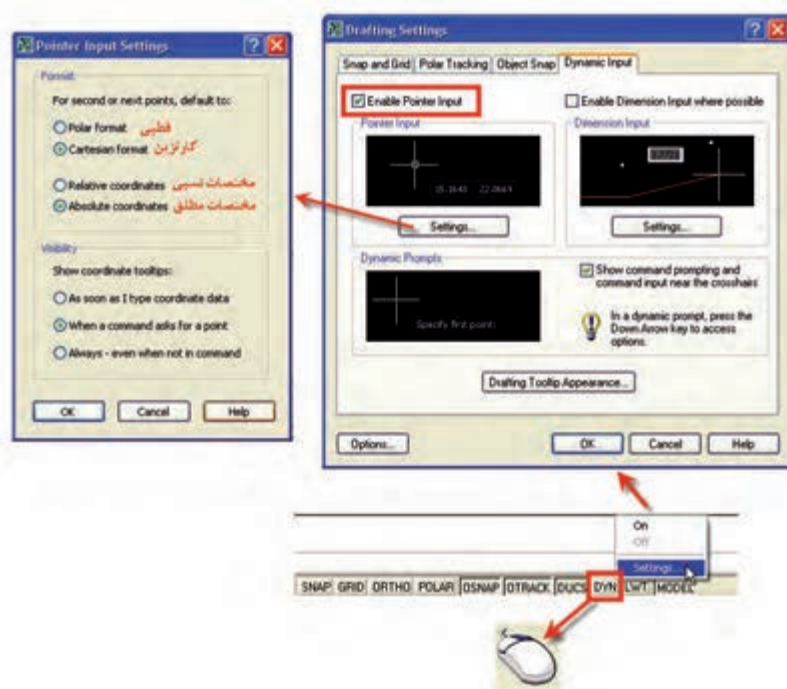 Pointer Input Settings
Format
For second or next points, default to:
Polar format قطبی
Cartesian format کارتزین
Relative coordinates مختصات نسبی
Absolute coordinates مختصات مطلق
Visibility
Show coordinate tooltips:
As soon as I type coordinate data
When a command asks for a point
Always - even when not in command
OK Cancel Help
Drafting Settings
Snap and Grid Polar Tracking Object Snap Dynamic Input
Enable Pointer Input
Enable Dimension Input where possible
Pointer Input
Dimension Input
Settings...
Settings...
Dynamic Prompts
Specify first point:
Show command prompting and
command input near the crosshairs
In a dynamic prompt, press the
Down Arrow key to access
options.
Drafting Tooltip Appearance...
Options... OK Cancel Help
On
Off
Settings...
SNAP GRID ORTHO POLAR OSNAP OTRACK DUCS DYN LWT MODEL